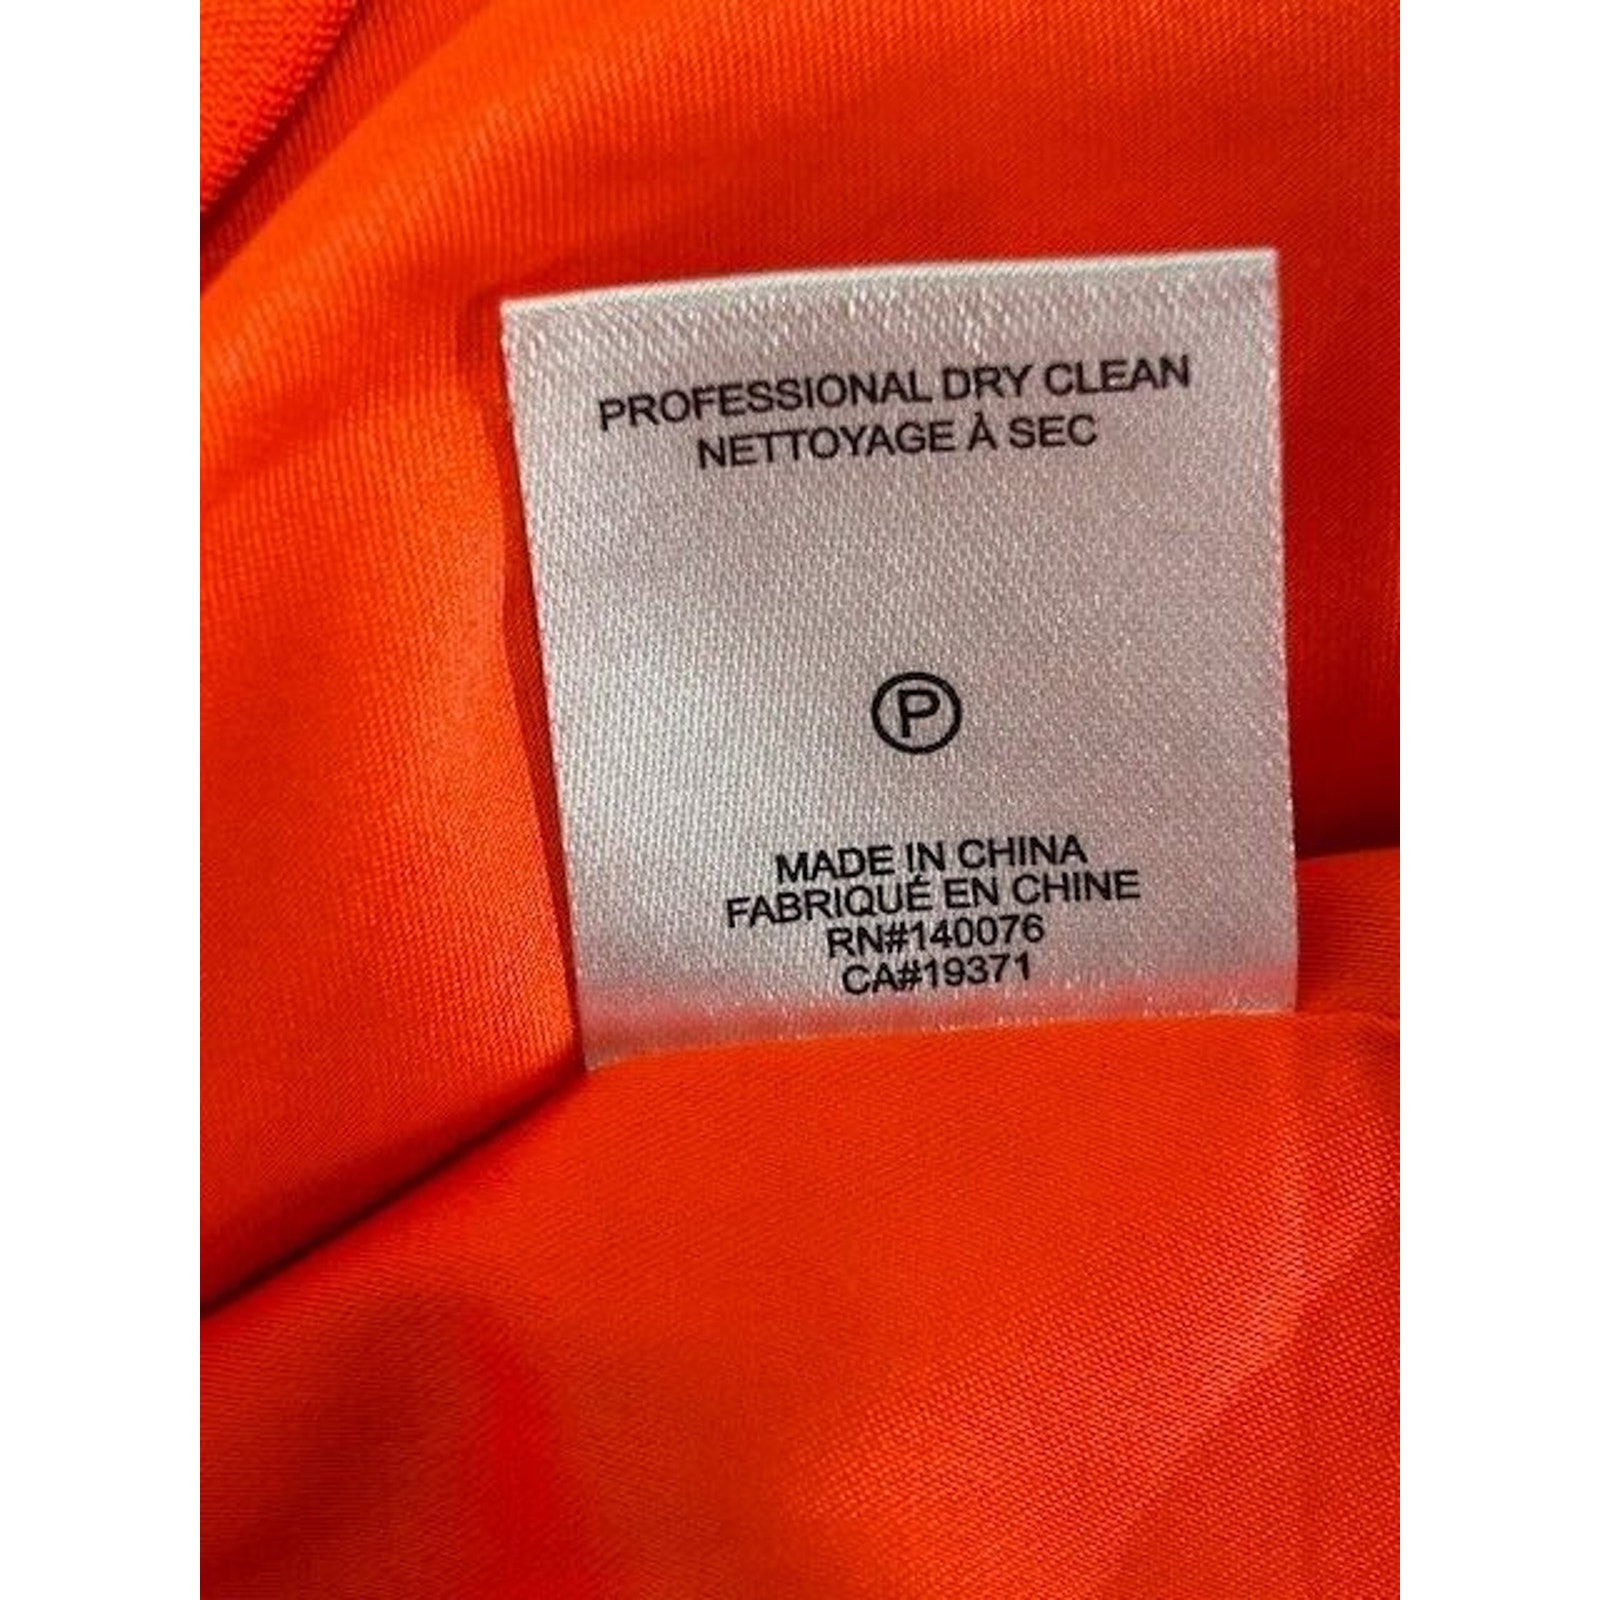 PROFESSIONAL DRY CLEAN
NETTOYAGE À SEC
P
MADE IN CHINA
FABRIQUÉ EN CHINE
RN#140076
CA#19371